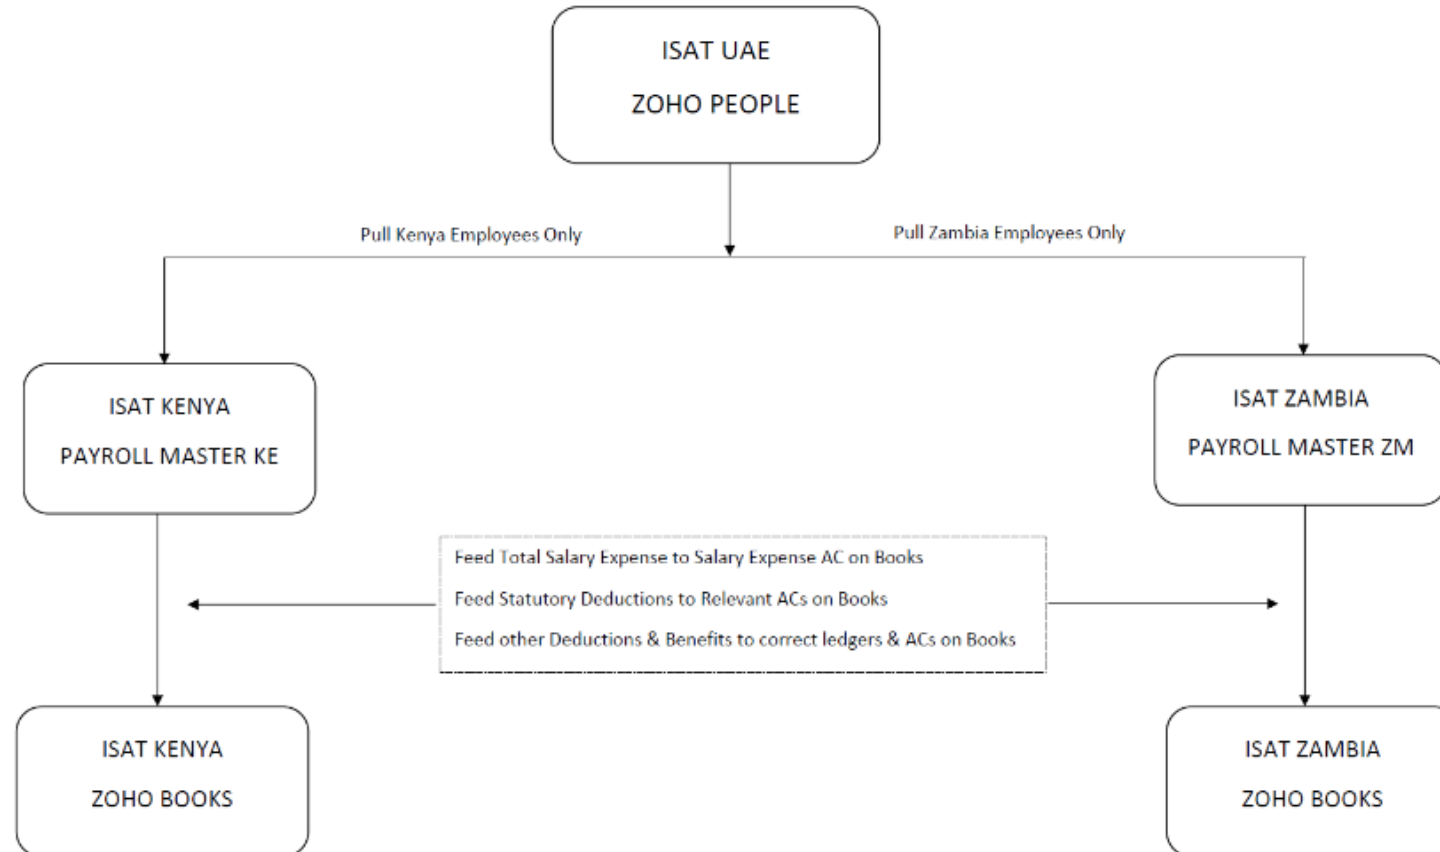 ISAT UAE
ZOHO PEOPLE
Pull Kenya Employees Only
Pull Zambia Employees Only
ISAT KENYA
PAYROLL MASTER KE
ISAT ZAMBIA
PAYROLL MASTER ZM
Feed Total Salary Expense to Salary Expense AC on Books
Feed Statutory Deductions to Relevant ACs on Books
Feed other Deductions & Benefits to correct ledgers & ACs on Books
ISAT KENYA
ZOHO BOOKS
ISAT ZAMBIA
ZOHO BOOKS